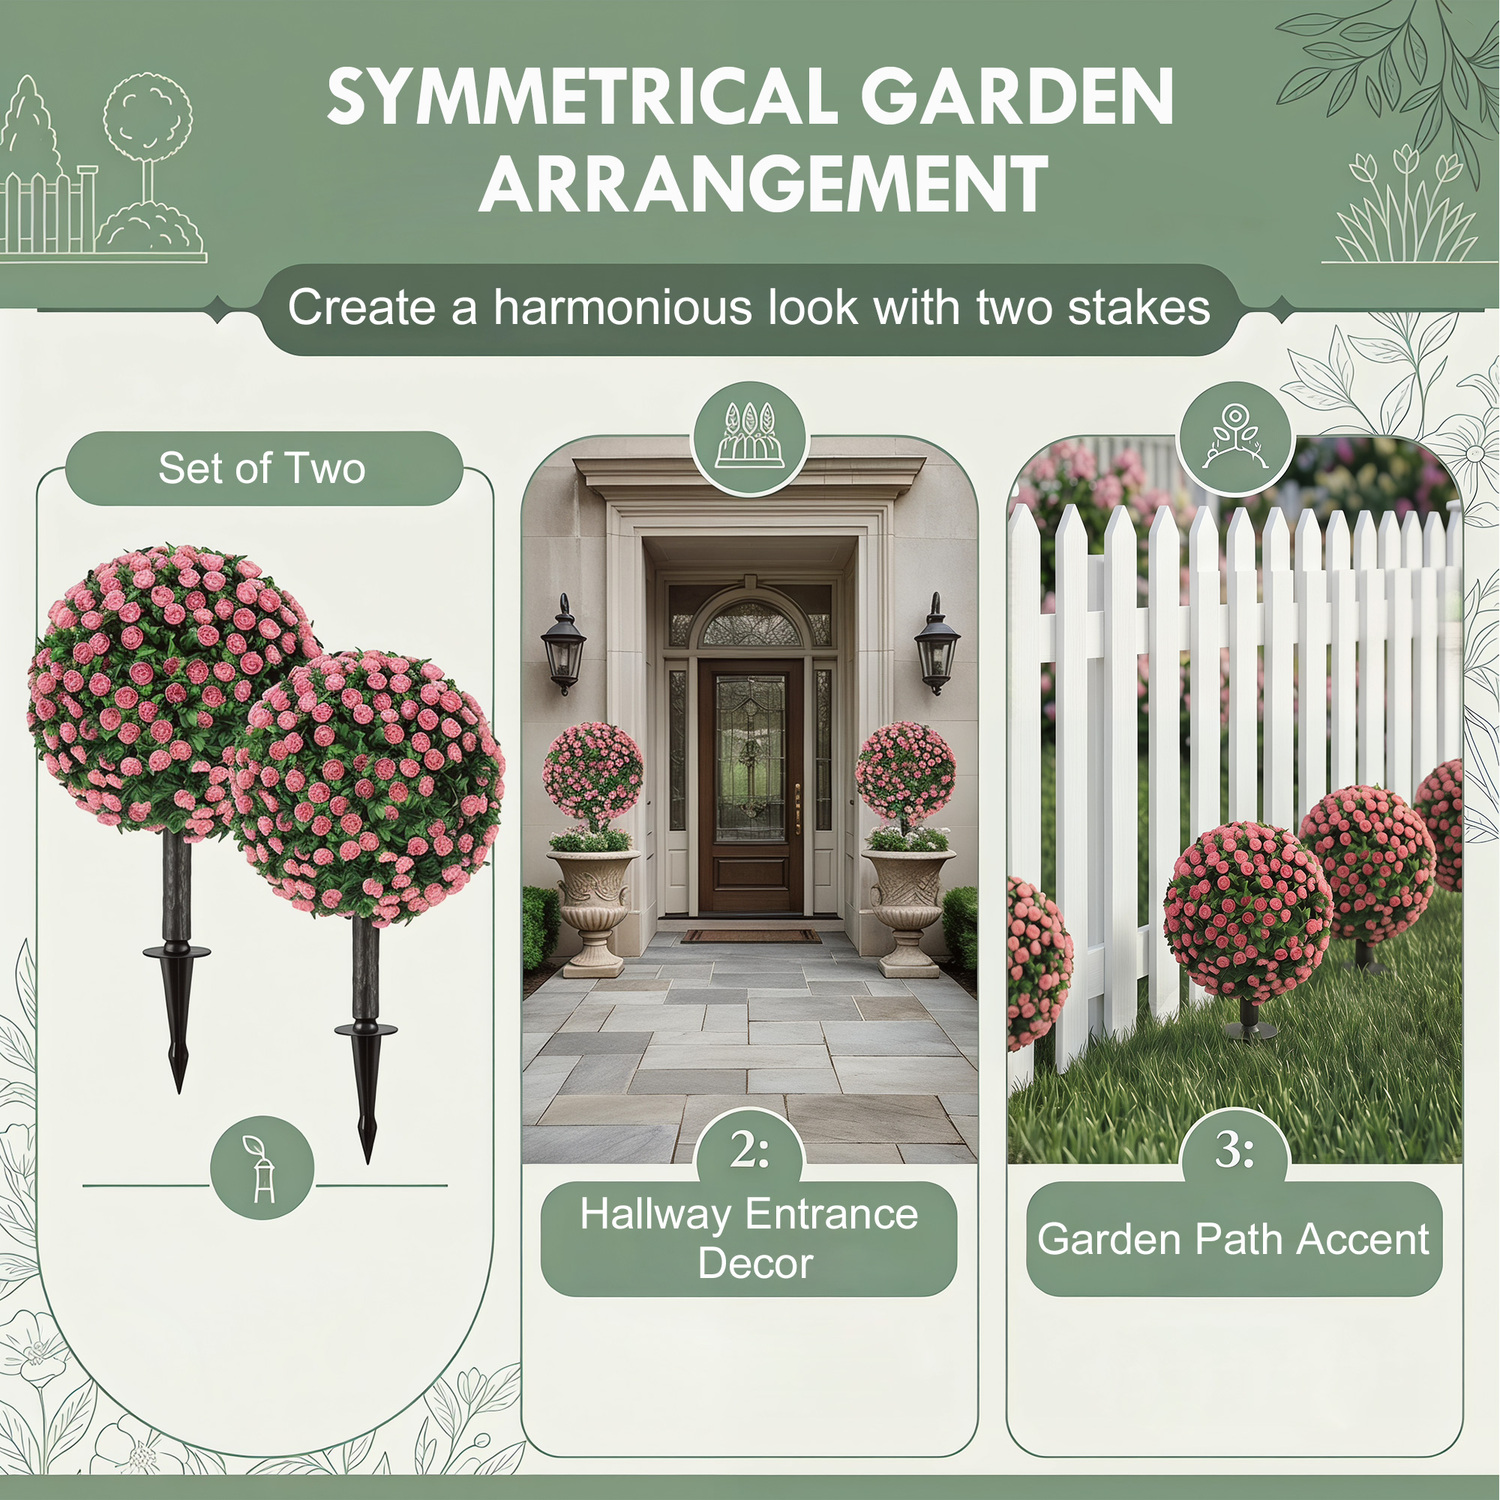 SYMMETRICAL GARDEN
ARRANGEMENT
Create a harmonious look with two stakes
Set of Two
2:
Hallway Entrance
Decor
3:
Garden Path Accent